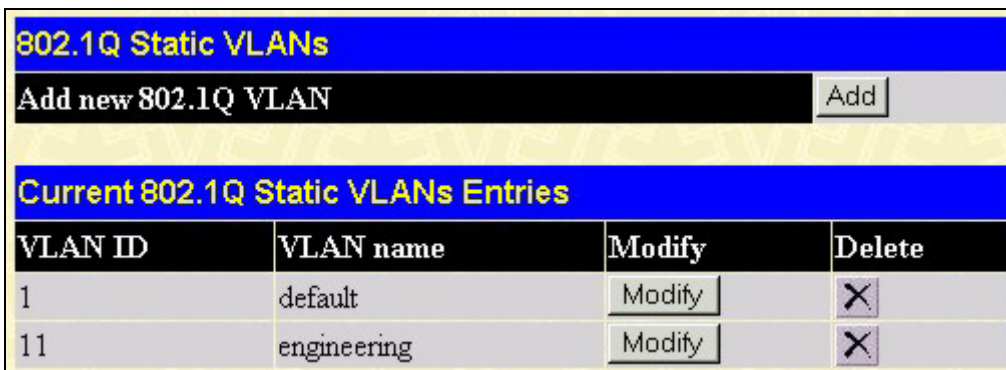 802.1Q Static VLANs
Add new 802.1Q VLAN Add
Current 802.1Q Static VLANs Entries
VLAN ID VLAN name Modify Delete
1 default Modify
11 engineering Modify